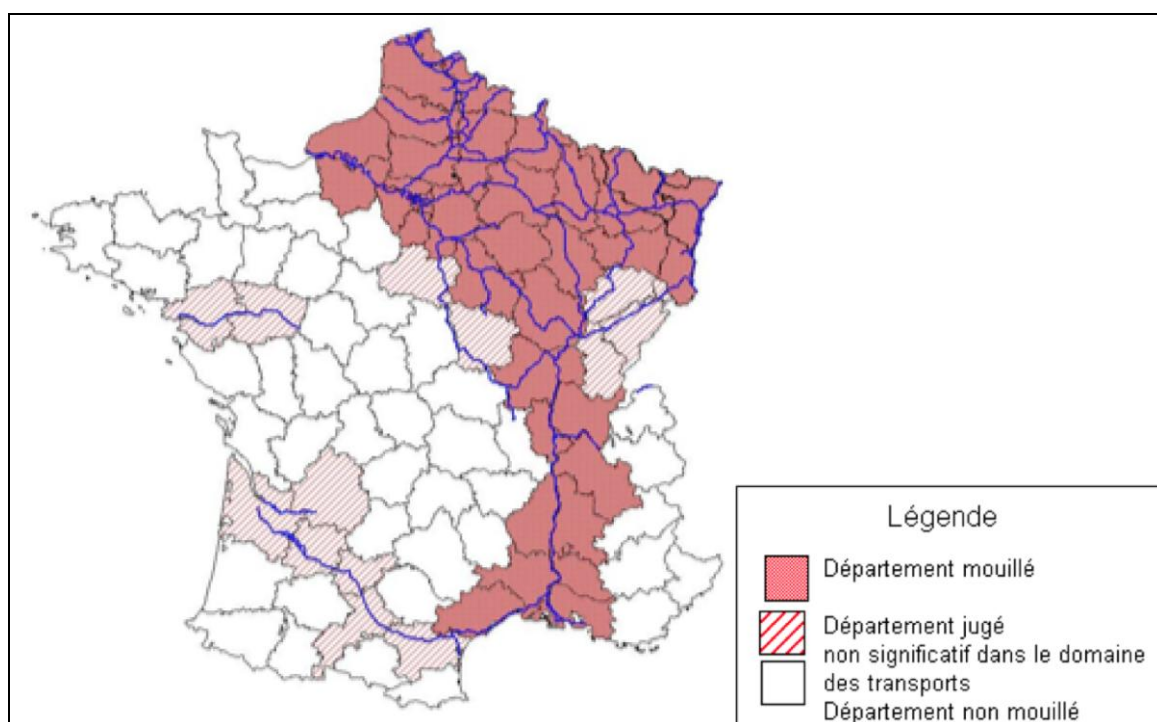 Légende
Département mouillé
Département jugé
non significatif dans le domaine
des transports
Département non mouillé